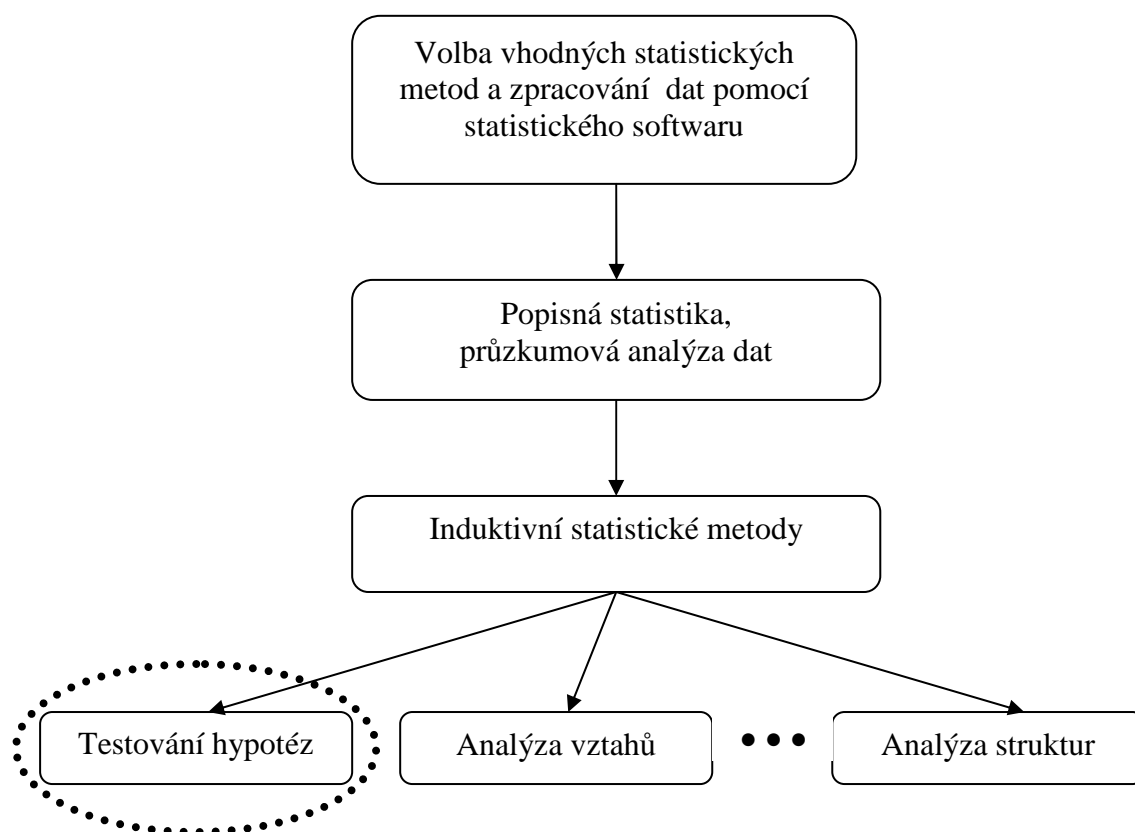 Volba vhodných statistických
metod a zpracování dat pomocí
statistického softwaru
Popisná statistika,
průzkumová analýza dat
Induktivní statistické metody
Testování hypotéz
Analýza vztahů
Analýza struktur